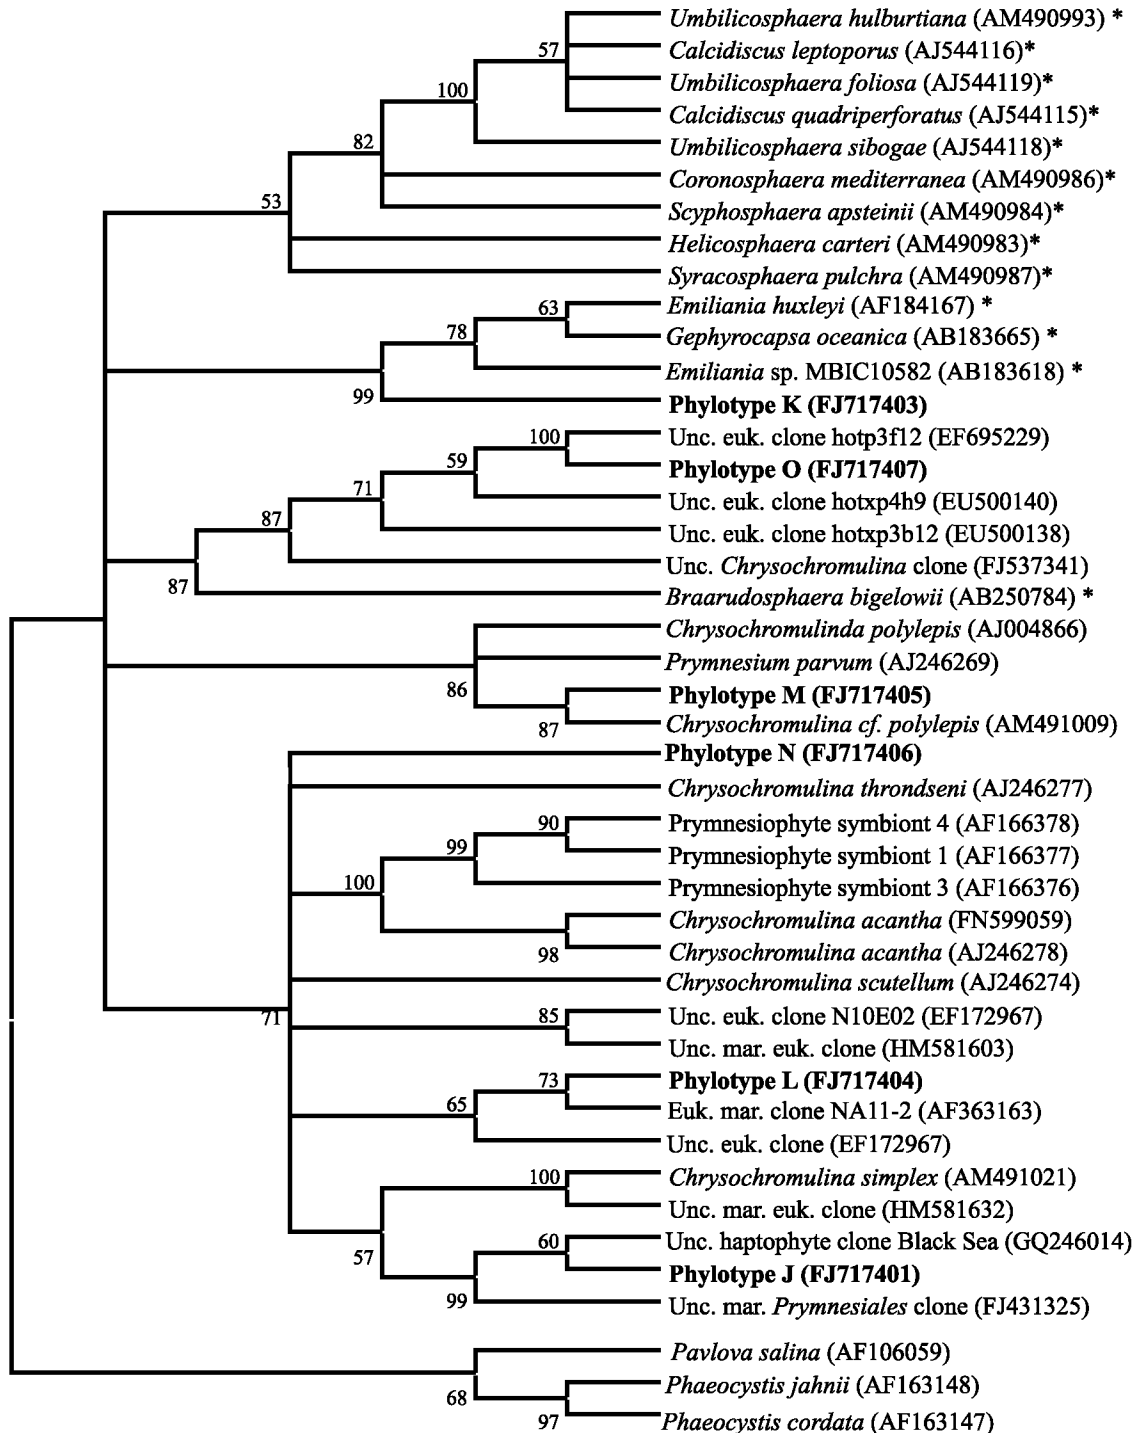 Umbilicosphaera hulburtiana (AM490993) *
57
Calcidiscus leptoporus (AJ544116)*
Umbilicosphaera foliosa (AJ544119)*
100
Calcidiscus quadriperforatus (AJ544115)*
82
Umbilicosphaera sibogae (AJ544118)*
Coronosphaera mediterranea (AM490986)*
53
Scyphosphaera apsteinii (AM490984)*
Helicosphaera carteri (AM490983)*
Syracosphaera pulchra (AM490987)*
63
Emiliania huxleyi (AF184167) *
78
Gephyrocapsa oceanica (AB183665) *
Emiliania sp. MBIC10582 (AB183618) *
99
Phylotype K (FJ717403)
100
Unc. euk. clone hotp3f12 (EF695229)
59
Phylotype O (FJ717407)
71
Unc. euk. clone hotxp4h9 (EU500140)
87
Unc. euk. clone hotxp3b12 (EU500138)
Unc. Chrysochromulina clone (FJ537341)
87
Braarudosphaera bigelowii (AB250784) *
Chrysochromulinda polylepis (AJ004866)
Prymnesium parvum (AJ246269)
86
Phylotype M (FJ717405)
87
Chrysochromulina cf. polylepis (AM491009)
Phylotype N (FJ717406)
Chrysochromulina throndseni (AJ246277)
90
Prymnesiophyte symbiont 4 (AF166378)
99
Prymnesiophyte symbiont 1 (AF166377)
100
Prymnesiophyte symbiont 3 (AF166376)
Chrysochromulina acantha (FN599059)
98
Chrysochromulina acantha (AJ246278)
Chrysochromulina scutellum (AJ246274)
71
85
Unc. euk. clone N10E02 (EF172967)
Unc. mar. euk. clone (HM581603)
73
Phylotype L (FJ717404)
65
Euk. mar. clone NA11-2 (AF363163)
Unc. euk. clone (EF172967)
100
Chrysochromulina simplex (AM491021)
Unc. mar. euk. clone (HM581632)
57
60
Unc. haptophyte clone Black Sea (GQ246014)
Phylotype J (FJ717401)
99
Unc. mar. Prymnesiales clone (FJ431325)
Pavlova salina (AF106059)
68
Phaeocystis jahnii (AF163148)
97
Phaeocystis cordata (AF163147)